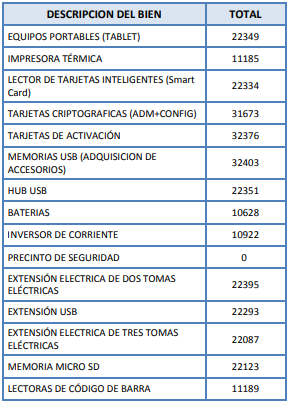 DESCRIPCION DEL BIEN TOTAL
EQUIPOS PORTABLES (TABLET) 22349
IMPRESORA TÉRMICA 11185
LECTOR DE TARJETAS INTELIGENTES (Smart
Card) 22334
TARJETAS CRIPTOGRAFICAS (ADM+CONFIG) 31673
TARJETAS DE ACTIVACIÓN 32376
MEMORIAS USB (ADQUISICION DE
ACCESORIOS) 32403
HUB USB 22351
BATERIAS 10628
INVERSOR DE CORRIENTE 10922
PRECINTO DE SEGURIDAD 0
EXTENSIÓN ELECTRICA DE DOS TOMAS
ELÉCTRICAS 22395
EXTENSIÓN USB 22293
EXTENSIÓN ELECTRICA DE TRES TOMAS
ELÉCTRICAS 22087
MEMORIA MICRO SD 22123
LECTORAS DE CÓDIGO DE BARRA 11189